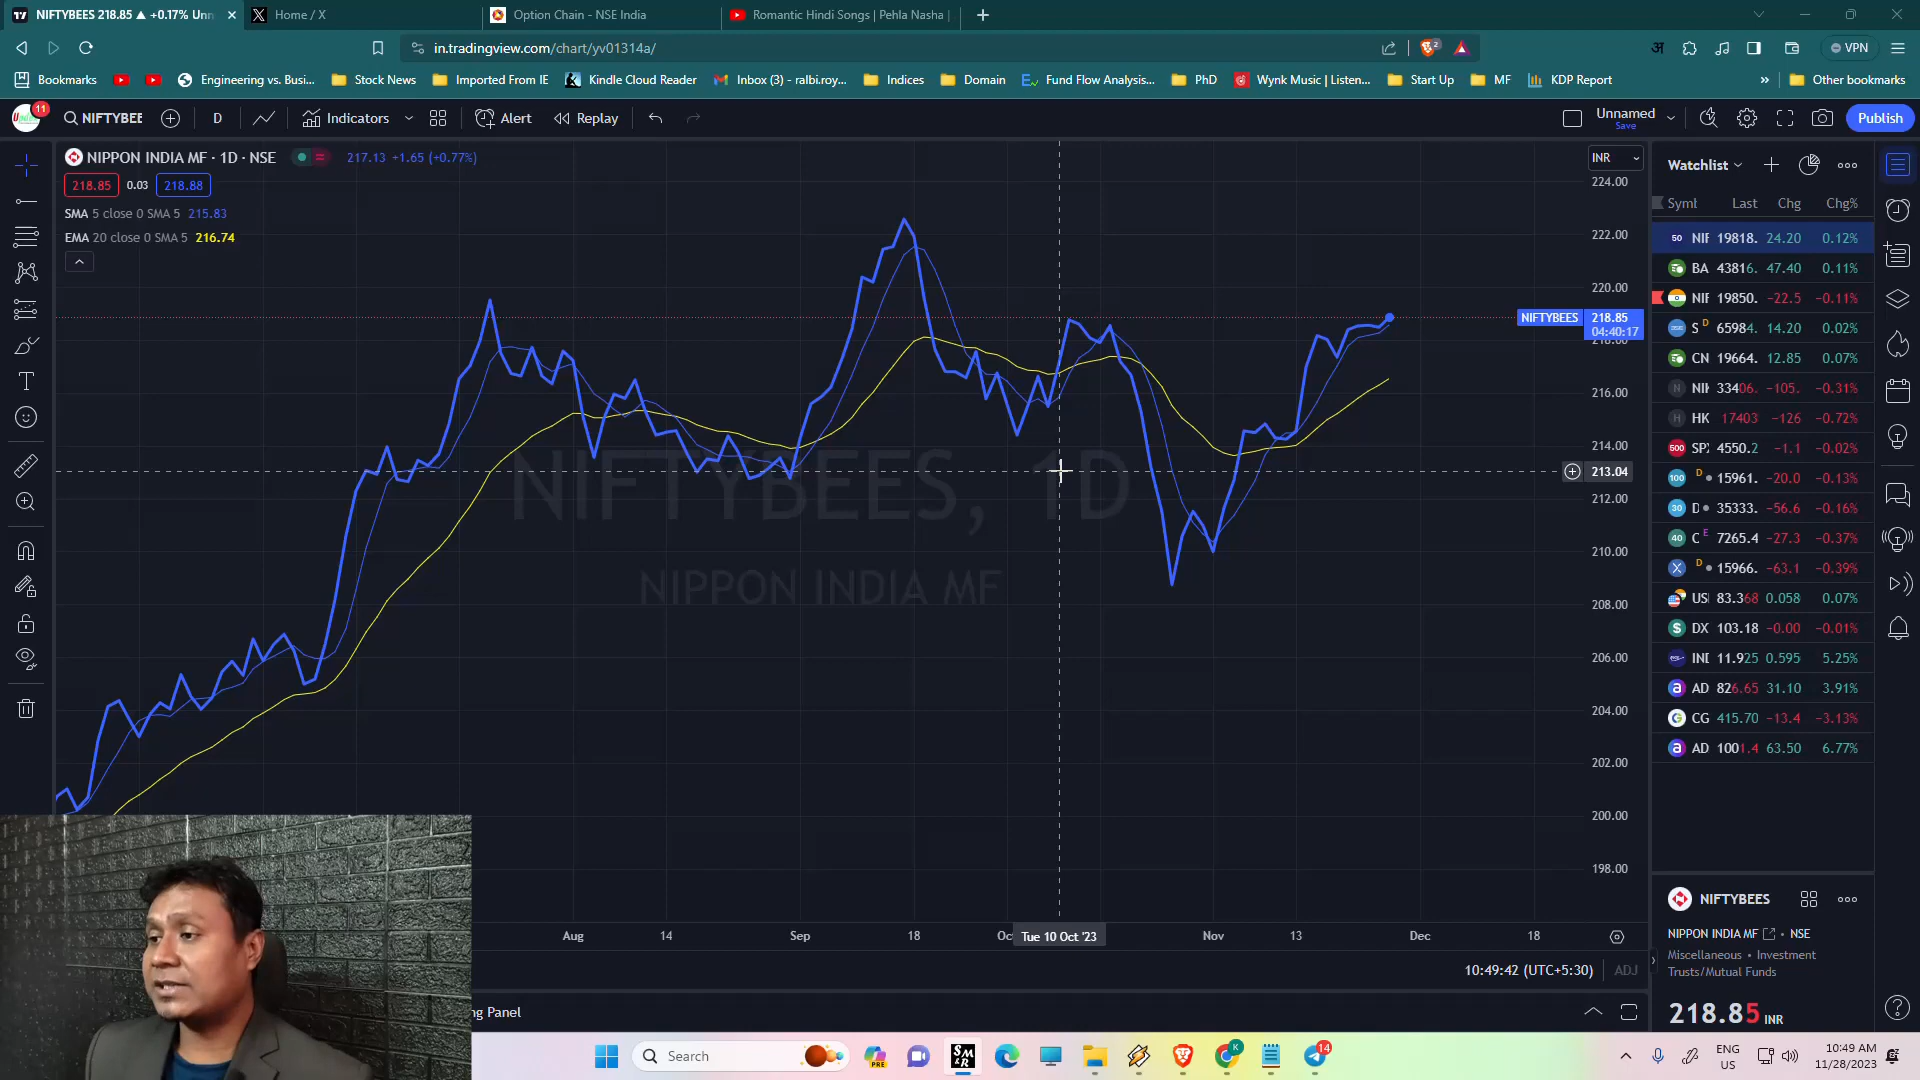 NIFTYBEES 218.85 ▲ +0.17% Unn
Home / X
Option Chain - NSE India
Romantic Hindi Songs | Pehla Nasha |
in.tradingview.com/chart/yv01314a/
2
अ
VPN
Bookmarks
Engineering vs. Busi...
Stock News
Imported From IE
Kindle Cloud Reader
Inbox (3) - ralbi.roy...
Indices
Domain
Fund Flow Analysis...
PhD
Wynk Music | Listen...
Start Up
MF
KDP Report
»
Other bookmarks
11
NIFTYBEE
D
Indicators
Alert
Replay
Unnamed
Save
Publish
NIPPON INDIA MF · 1D · NSE
217.13 +1.65 (+0.77%)
218.85
0.03
218.88
SMA 5 close 0 SMA 5 215.83
EMA 20 close 0 SMA 5 216.74
NIFTYBEES, 1D
NIPPON INDIA MF
INR
224.00
222.00
220.00
NIFTYBEES
218.85
04:40:17
218.00
216.00
214.00
213.04
212.00
210.00
208.00
206.00
204.00
202.00
200.00
198.00
Aug
14
Sep
18
Oct
Tue 10 Oct '23
Nov
13
Dec
18
10:49:42 (UTC+5:30)
ADJ
ng Panel
Watchlist
Symbol Last Chg Chg%
50 NIF 19818. 24.20 0.12%
BA 43816. 47.40 0.11%
NIF 19850. −22.5 −0.11%
S D 65984. 14.20 0.02%
CN 19664. 12.85 0.07%
N NIK 33406. −105. −0.31%
H HK 17403 −126 −0.72%
500 SP 4550.2 −1.1 −0.02%
100 D 15961. −20.0 −0.13%
30 D 35333. −56.6 −0.16%
40 C E 7265.4 −27.3 −0.37%
X D 15966. −63.1 −0.39%
US 83.368 0.058 0.07%
$ DX 103.18 −0.00 −0.01%
INI 11.925 0.595 5.25%
a AD 826.65 31.10 3.91%
CG 415.70 −13.4 −3.13%
a AD 1001.4 63.50 6.77%
NIFTYBEES
NIPPON INDIA MF • NSE
Miscellaneous • Investment
Trusts/Mutual Funds
218.85 INR
Search
PRE
SM
&R
K
14
ENG
US
10:49 AM
11/28/2023